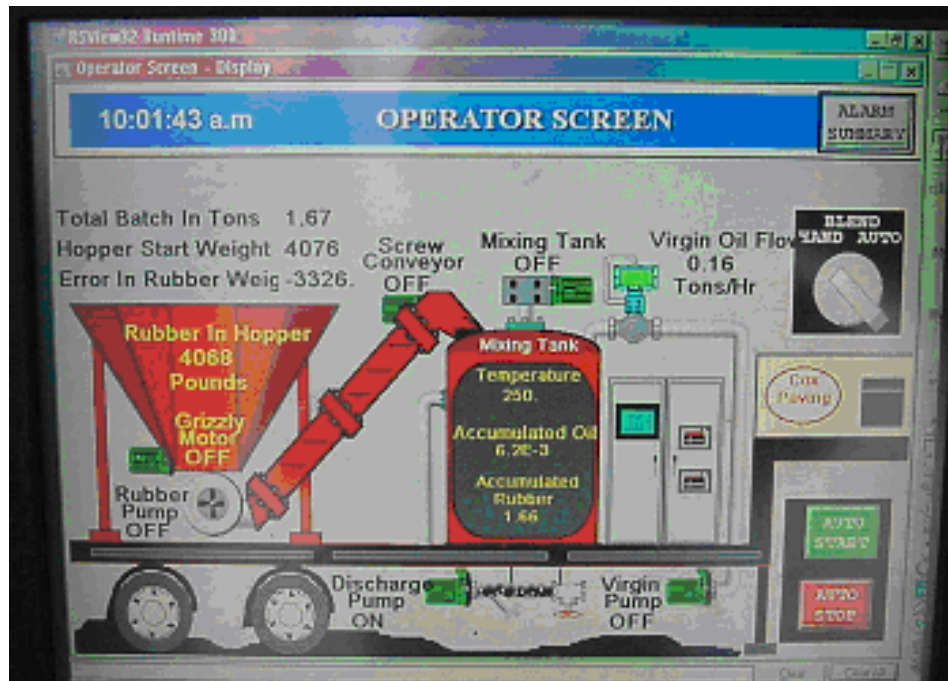 RSView32 Runtime 300
Operator Screen - Display
10:01:43 a.m
OPERATOR SCREEN
ALARM
SUMMARY
Total Batch In Tons 1.67
Hopper Start Weight 4076
Error In Rubber Weig -3326.
Screw
Conveyor
OFF
Mixing Tank
OFF
Virgin Oil Flow
0.16
Tons/Hr
BLEND
HAND AUTO
Rubber In Hopper
4068
Pounds
Grizzly
Motor
OFF
Mixing Tank
Temperature
250.
Accumulated Oil
6.2E-3
Accumulated
Rubber
1.66
Cox
Paving
Rubber
Pump
OFF
AUTO
START
Discharge
Pump
ON
Virgin
Pump
OFF
AUTO
STOP